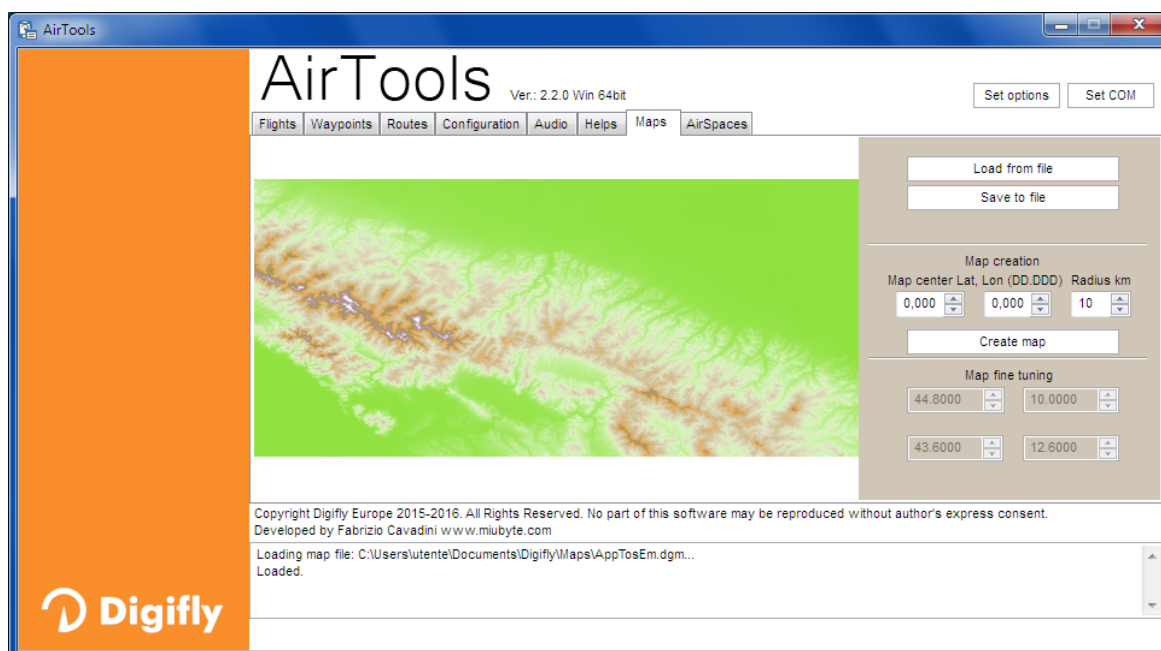 AirTools
AirTools Ver.: 2.2.0 Win 64bit
Set options Set COM
Flights Waypoints Routes Configuration Audio Helps Maps AirSpaces
Load from file
Save to file
Map creation
Map center Lat, Lon (DD.DDD) Radius km
0,000 0,000 10
Create map
Map fine tuning
44.8000 10.0000
43.6000 12.6000
Copyright Digifly Europe 2015-2016. All Rights Reserved. No part of this software may be reproduced without author's express consent.
Developed by Fabrizio Cavadini www.miubyte.com
Loading map file: C:\Users\utente\Documents\Digifly\Maps\AppTosEm.dgm...
Loaded.
Digifly